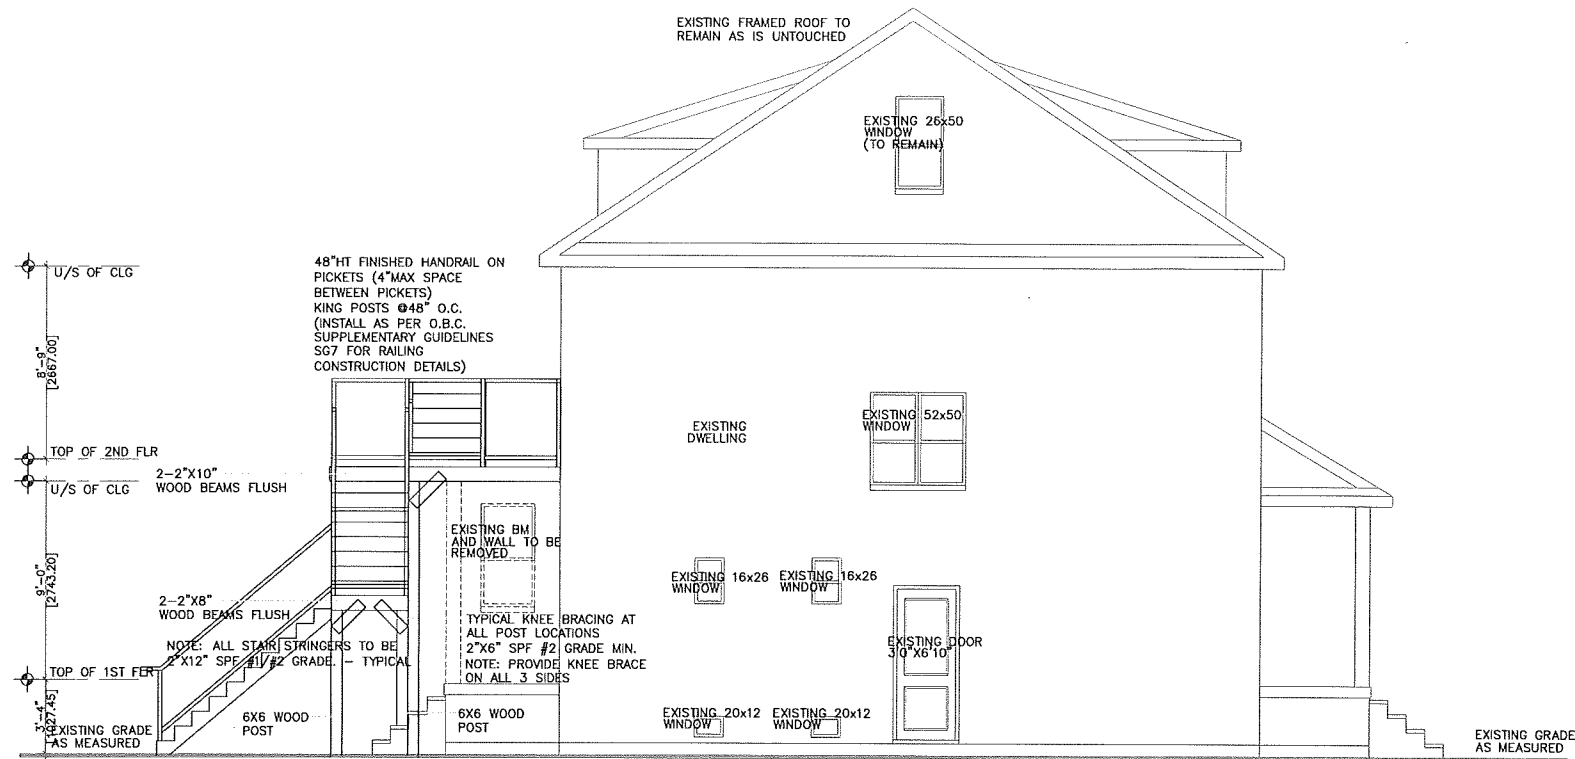 EXISTING FRAMED ROOF TO
REMAIN AS IS UNTOUCHED
EXISTING 26x50
WINDOW
(TO REMAIN)
U/S OF CLG
48"HT FINISHED HANDRAIL ON
PICKETS (4"MAX SPACE
BETWEEN PICKETS)
KING POSTS @48" O.C.
(INSTALL AS PER O.B.C.
SUPPLEMENTARY GUIDELINES
SG7 FOR RAILING
CONSTRUCTION DETAILS)
8'-9"
[2667.00]
EXISTING
DWELLING
EXISTING 52x50
WINDOW
TOP OF 2ND FLR
U/S OF CLG
2-2"X10"
WOOD BEAMS FLUSH
EXISTING BM
AND WALL TO BE
REMOVED
9'-0"
[2743.20]
EXISTING 16x26
WINDOW
EXISTING 16x26
WINDOW
2-2"X8"
WOOD BEAMS FLUSH
TYPICAL KNEE BRACING AT
ALL POST LOCATIONS
2"X6" SPF #2 GRADE MIN.
NOTE: PROVIDE KNEE BRACE
ON ALL 3 SIDES
NOTE: ALL STAIR STRINGERS TO BE
2"X12" SPF #1/#2 GRADE. - TYPICAL
EXISTING DOOR
3'0"X6'10"
TOP OF 1ST FLR
3'-4"
[1027.45]
EXISTING GRADE
AS MEASURED
6X6 WOOD
POST
6X6 WOOD
POST
EXISTING 20x12
WINDOW
EXISTING 20x12
WINDOW
EXISTING GRADE
AS MEASURED